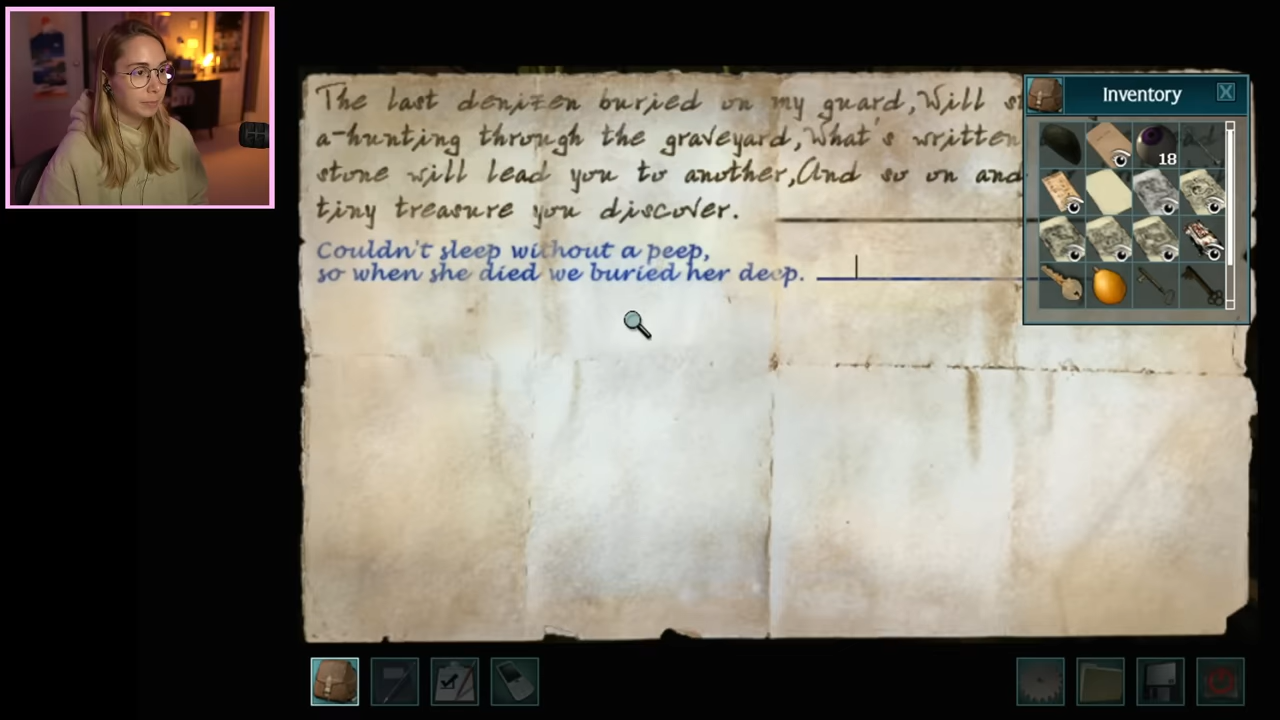 The last denizen buried on my guard,Will
a-hunting through the graveyard,What's written
stone will lead you to another,And so on and
tiny treasure you discover.
Couldn't sleep without a peep,
so when she died we buried her deep.
Inventory
18